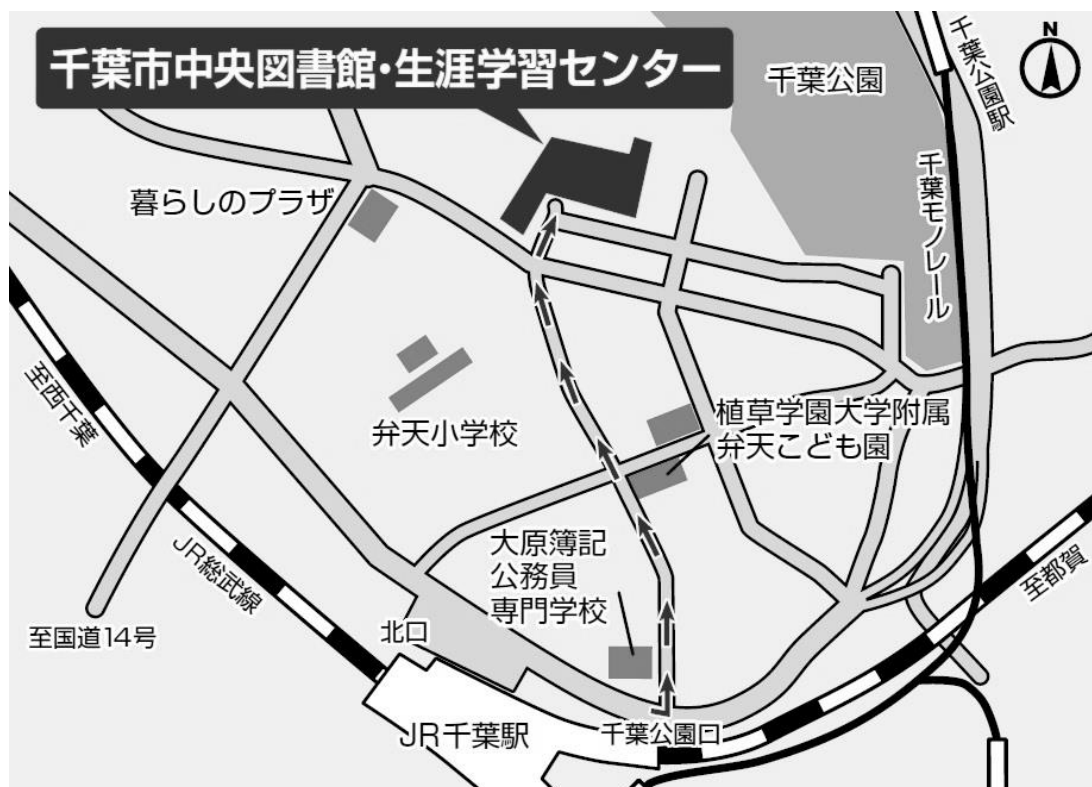 千葉市中央図書館・生涯学習センター
N
千葉公園
千葉公園駅
暮らしのプラザ
千葉モノレール
至西千葉
弁天小学校
植草学園大学附属
弁天こども園
大原簿記
公務員
専門学校
JR総武線
至都賀
至国道14号
北口
JR千葉駅
千葉公園口